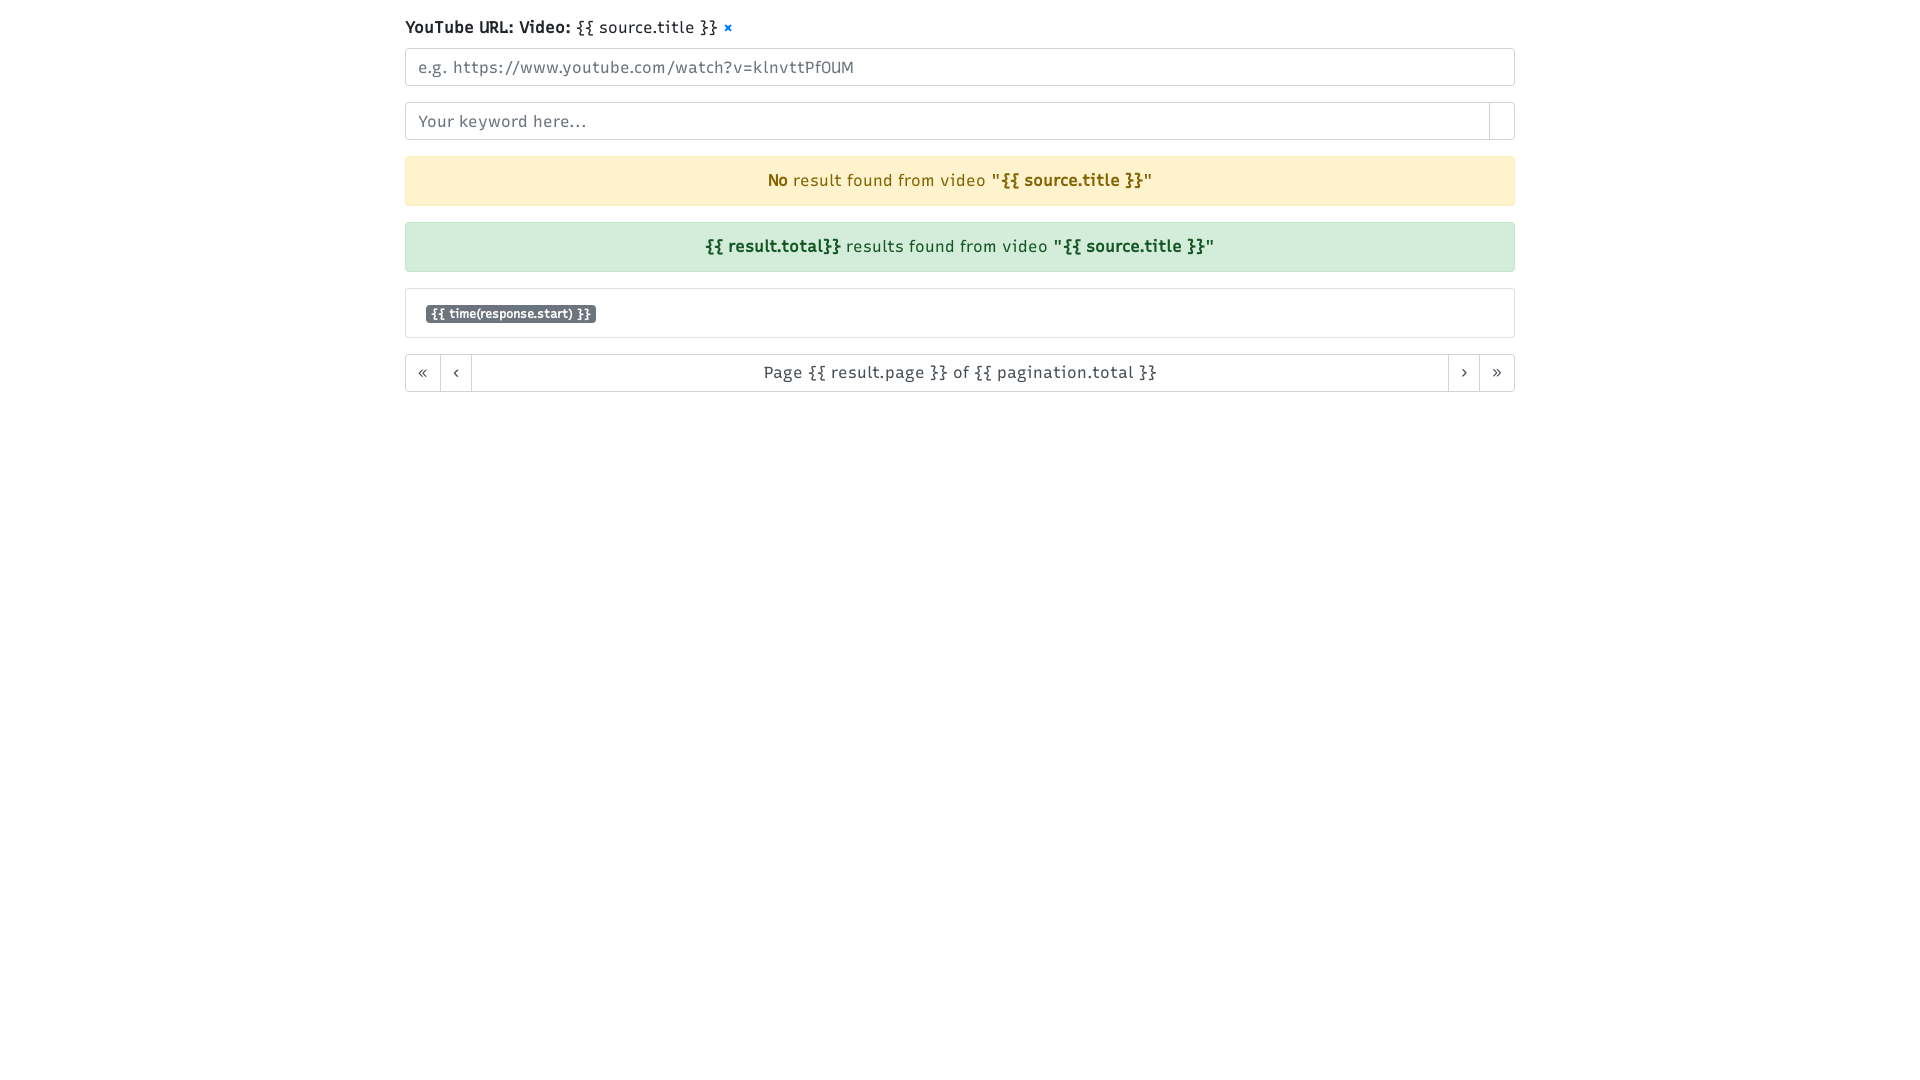 YouTube URL: Video: {{ source.title }} ×
e.g. https://www.youtube.com/watch?v=klnvttPfOUM
Your keyword here...
No result found from video "{{ source.title }}"
{{ result.total}} results found from video "{{ source.title }}"
{{ time(response.start) }}
« ‹ Page {{ result.page }} of {{ pagination.total }} › »